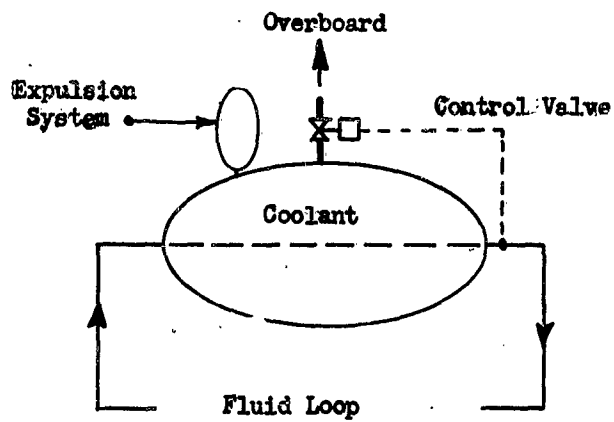 Overboard
Expulsion
System
Control Valve
Coolant
Fluid Loop